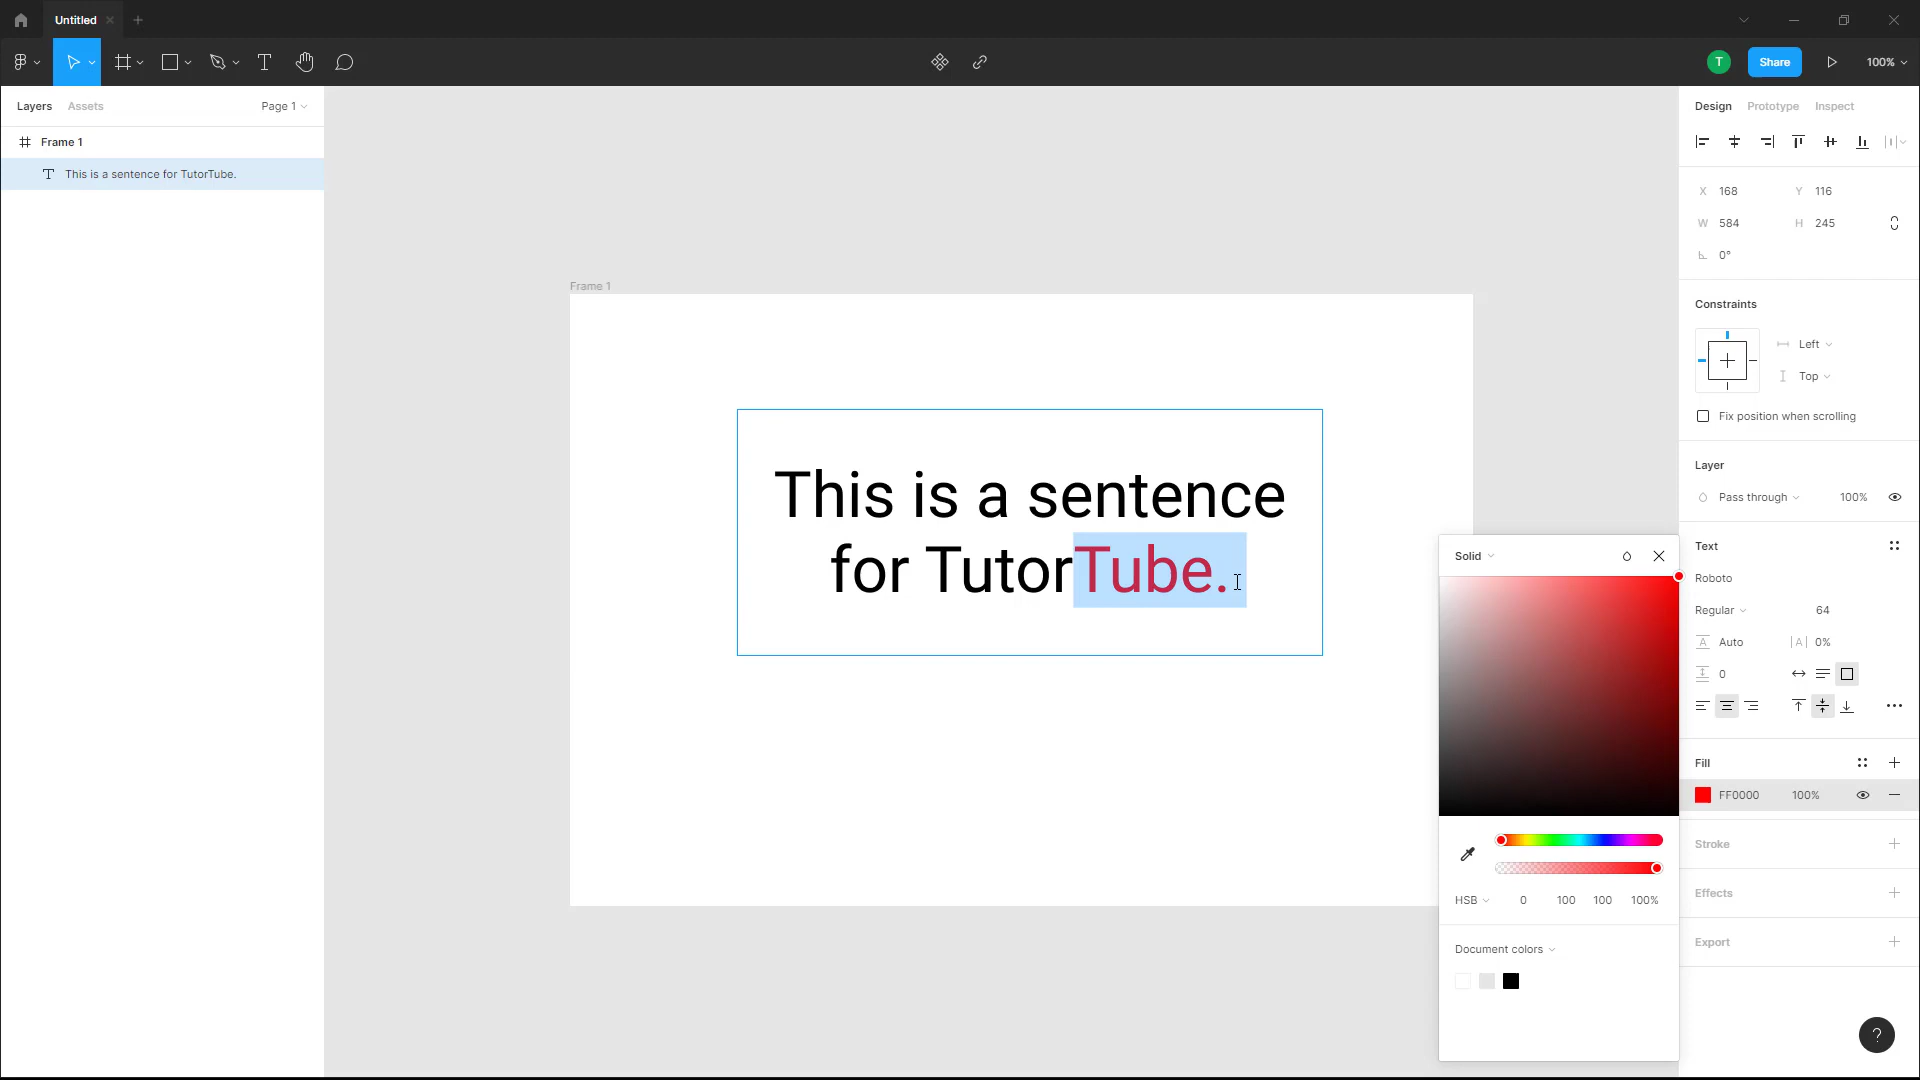 Untitled
T
Share
100%
Layers
Assets
Page 1
Frame 1
This is a sentence for TutorTube.
Frame 1
This is a sentence
for TutorTube.
Design
Prototype
Inspect
X 168
Y 116
W 584
H 245
0°
Constraints
Left
Top
Fix position when scrolling
Layer
Pass through
100%
Text
Roboto
Regular
64
A Auto
|A| 0%
0
Fill
FF0000
100%
Stroke
Effects
Export
Solid
HSB
0
100
100
100%
Document colors
?